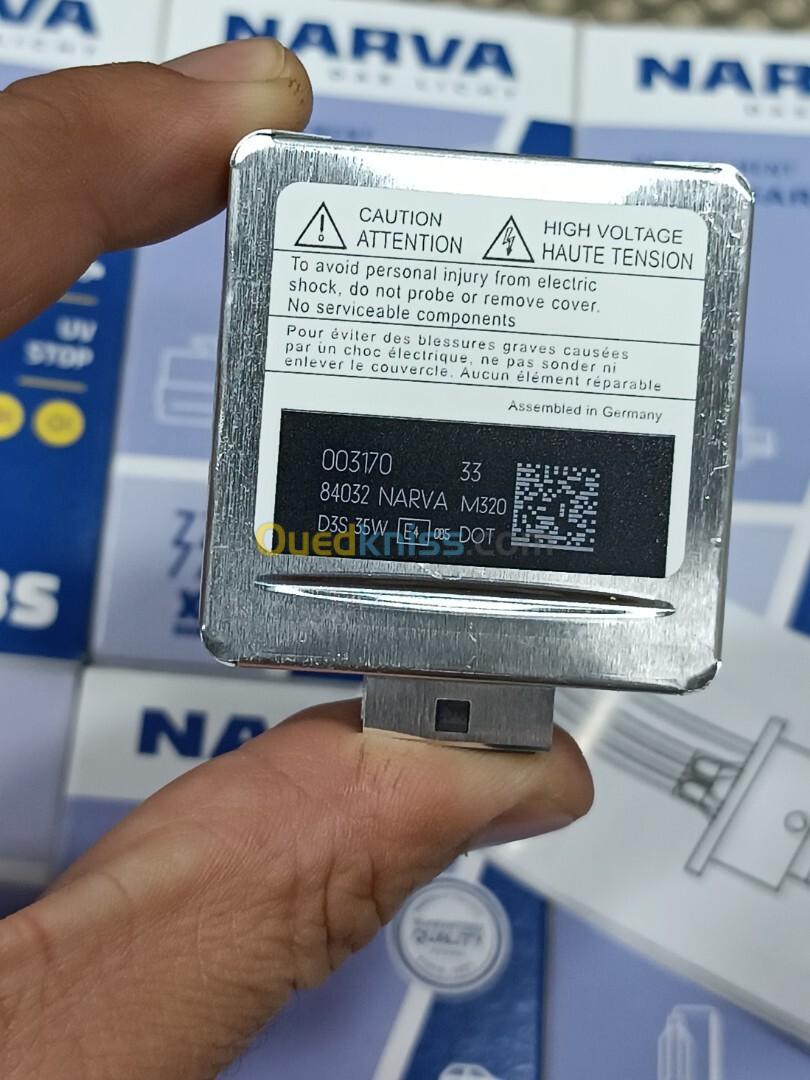 NARVA
CAUTION
ATTENTION
HIGH VOLTAGE
HAUTE TENSION
To avoid personal injury from electric
shock, do not probe or remove cover.
No serviceable components
Pour éviter des blessures graves causées
par un choc électrique, ne pas sonder ni
enlever le couvercle. Aucun élément réparable
Assembled in Germany
003170 33
84032 NARVA M320
D3S 35W E4 DOT
Ouedkniss.com
UV
STOP
NA
QUALITY